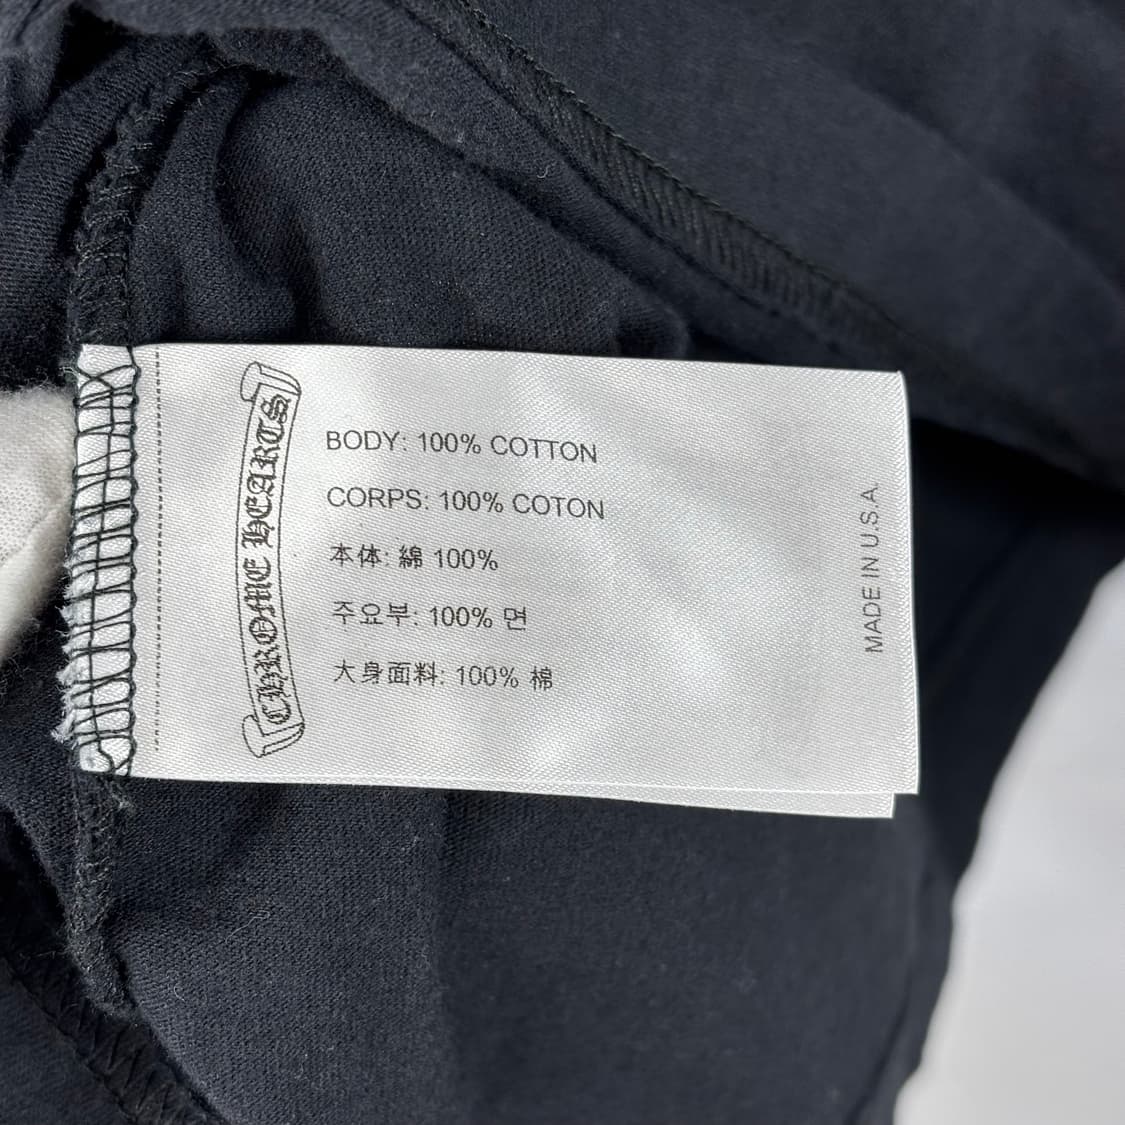 CHROME HEARTS
BODY: 100% COTTON
CORPS: 100% COTON
本体: 綿 100%
주요부: 100% 면
大身面料: 100% 棉
MADE IN U.S.A.